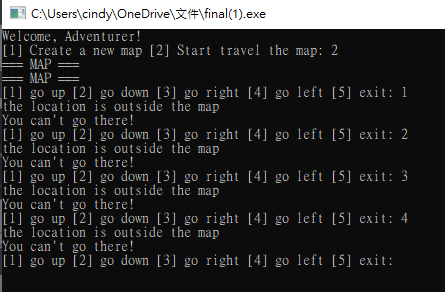 C:\Users\cindy\OneDrive\文件\final(1).exe
Welcome, Adventurer!
[1] Create a new map [2] Start travel the map: 2
=== MAP ===
=== MAP ===
[1] go up [2] go down [3] go right [4] go left [5] exit: 1
the location is outside the map
You can't go there!
[1] go up [2] go down [3] go right [4] go left [5] exit: 2
the location is outside the map
You can't go there!
[1] go up [2] go down [3] go right [4] go left [5] exit: 3
the location is outside the map
You can't go there!
[1] go up [2] go down [3] go right [4] go left [5] exit: 4
the location is outside the map
You can't go there!
[1] go up [2] go down [3] go right [4] go left [5] exit: